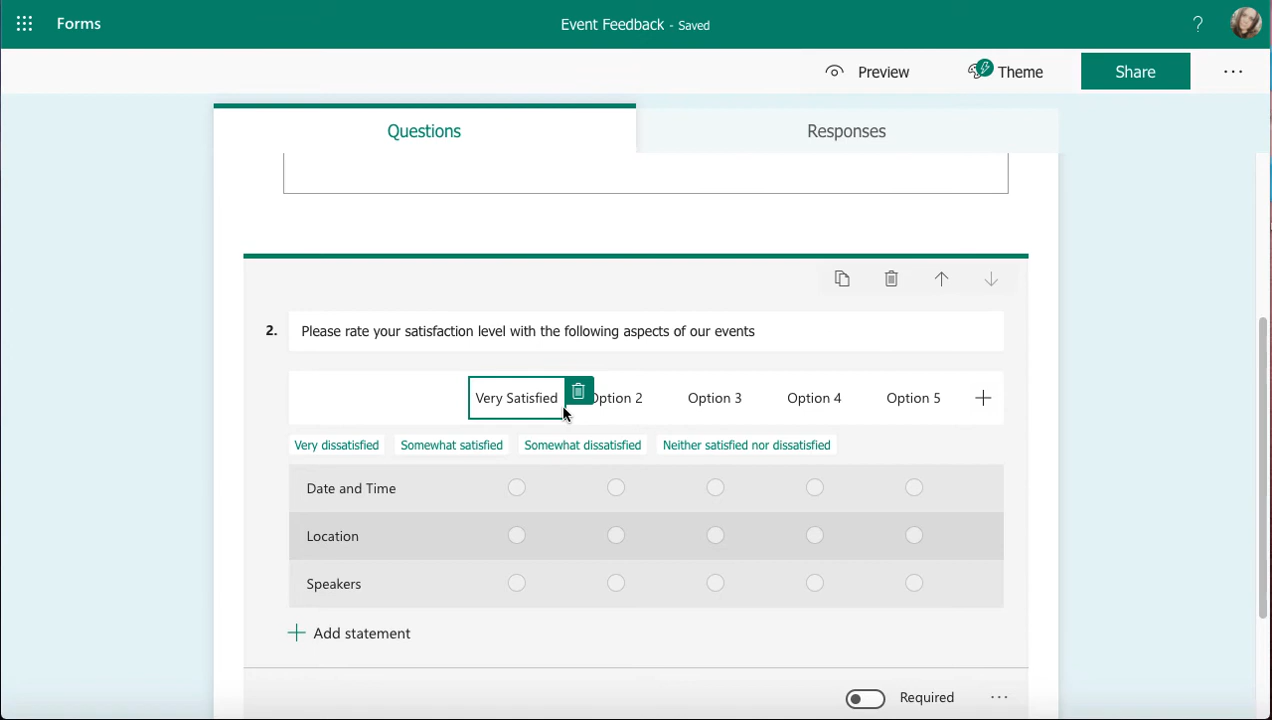 Forms
Event Feedback - Saved
?
Preview
Theme
Share
Questions
Responses
2. Please rate your satisfaction level with the following aspects of our events
Very Satisfied Option 2 Option 3 Option 4 Option 5
Very dissatisfied Somewhat satisfied Somewhat dissatisfied Neither satisfied nor dissatisfied
Date and Time
Location
Speakers
Add statement
Required